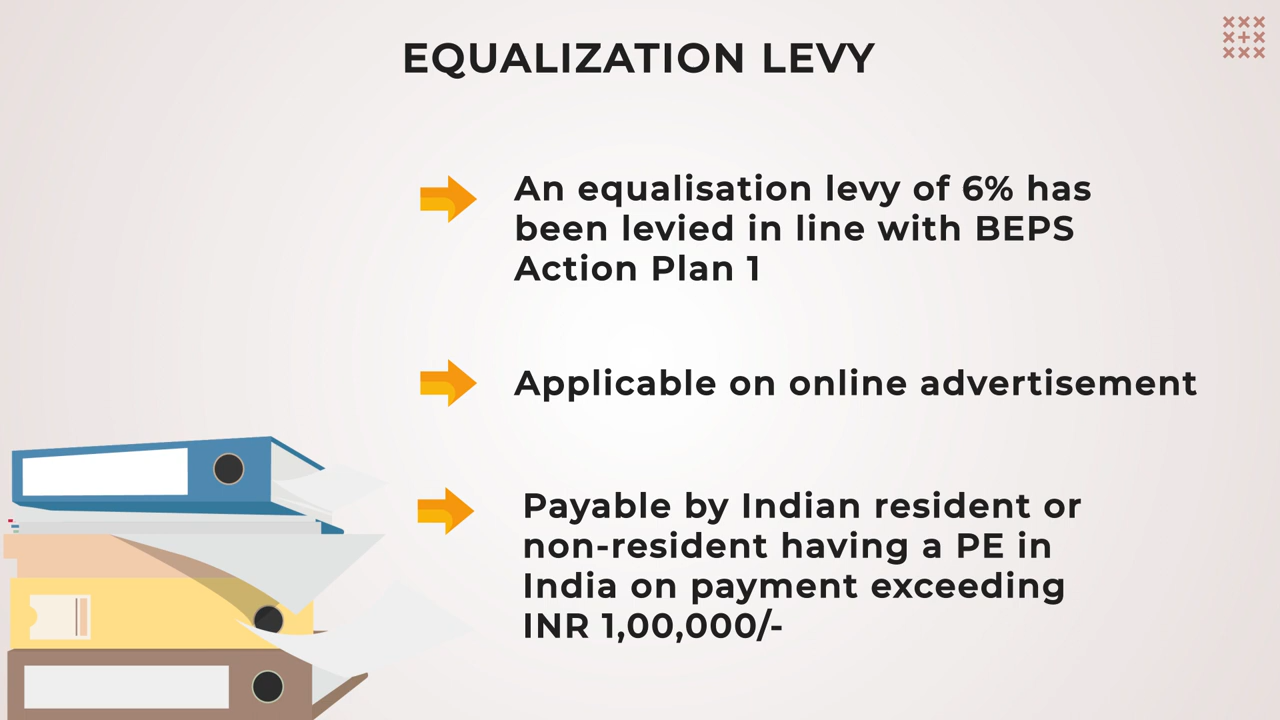 EQUALIZATION LEVY
An equalisation levy of 6% has
been levied in line with BEPS
Action Plan 1
Applicable on online advertisement
Payable by Indian resident or
non-resident having a PE in
India on payment exceeding
INR 1,00,000/-